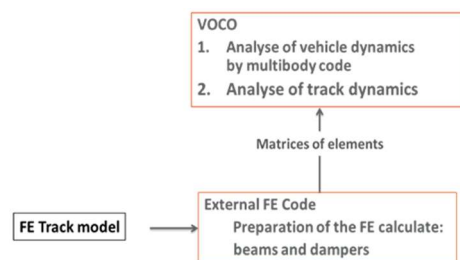 VOCO
1. Analyse of vehicle dynamics
by multibody code
2. Analyse of track dynamics
Matrices of elements
External FE Code
Preparation of the FE calculate:
beams and dampers
FE Track model